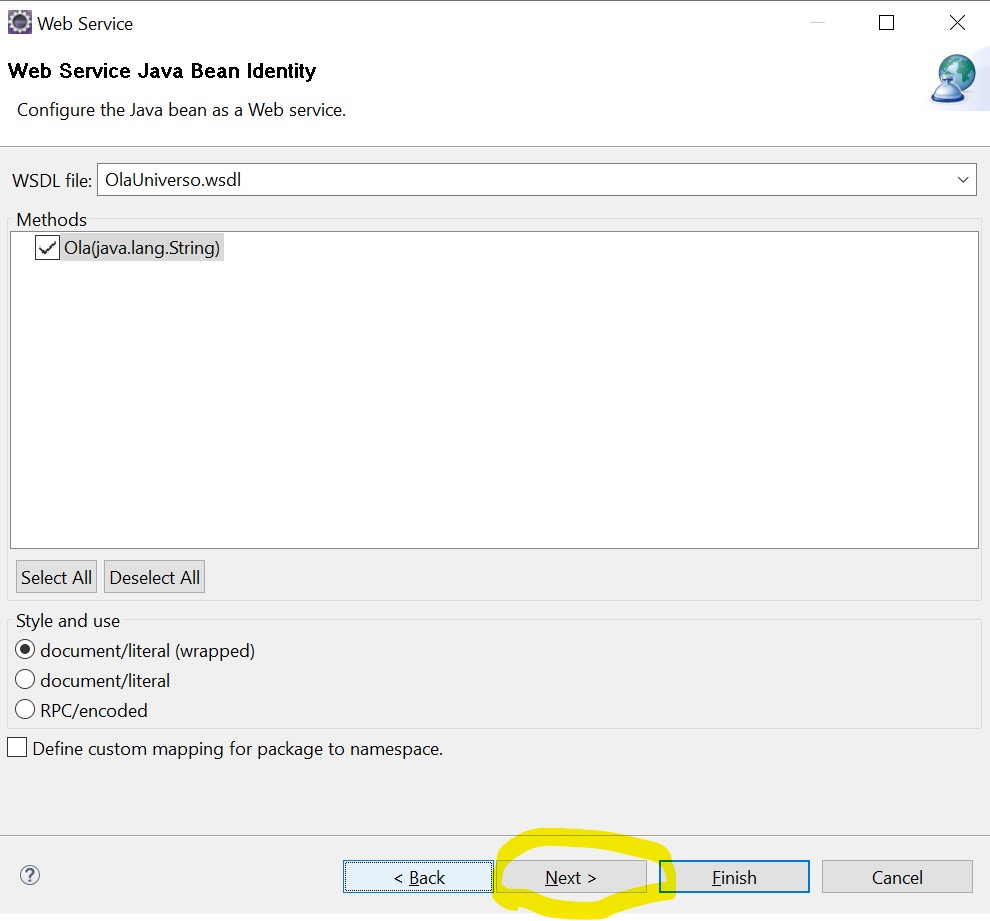 Web Service
Web Service Java Bean Identity
Configure the Java bean as a Web service.
WSDL file: OlaUniverso.wsdl
Methods
Ola(java.lang.String)
Select All Deselect All
Style and use
document/literal (wrapped)
document/literal
RPC/encoded
Define custom mapping for package to namespace.
? < Back Next > Finish Cancel